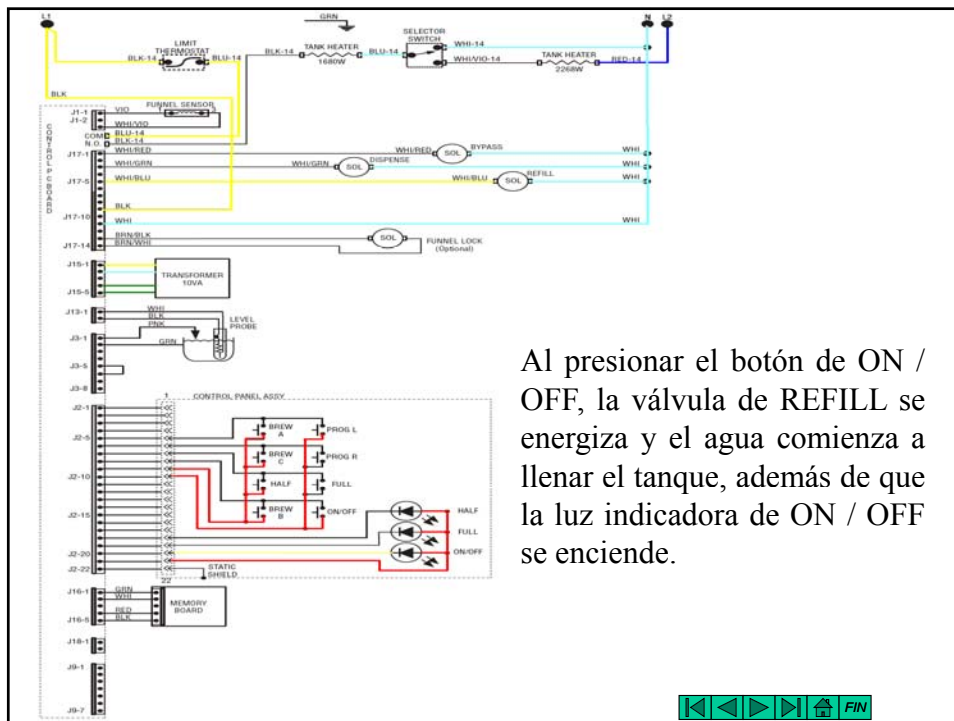 L1
GRN
N
L2
LIMIT
THERMOSTAT
BLK-14
BLU-14
BLK-14
TANK HEATER
1680W
BLU-14
SELECTOR
SWITCH
WHI-14
WHI/VIO-14
TANK HEATER
2268W
RED-14
BLK
CONTROL PC BOARD
J1-1
J1-2
VIO
FUNNEL SENSOR
1
3
WHI/VIO
COM
BLU-14
N.O.
BLK-14
J17-1
WHI/RED
WHI/RED
SOL
BYPASS
WHI
WHI/GRN
WHI/GRN
SOL
DISPENSE
WHI
J17-5
WHI/BLU
WHI/BLU
SOL
REFILL
WHI
BLK
J17-10
WHI
WHI
BRN/BLK
J17-14
BRN/WHI
SOL
FUNNEL LOCK
(Optional)
J15-1
J15-5
TRANSFORMER
10VA
J13-1
WHI
BLK
PNK
LEVEL
PROBE
J3-1
GRN
J3-5
J3-8
1
CONTROL PANEL ASSY
J2-1
J2-5
J2-10
J2-15
J2-20
J2-22
BREW
A
PROG L
BREW
C
PROG R
HALF
FULL
BREW
B
ON/OFF
HALF
FULL
ON/OFF
STATIC
SHIELD
22
J16-1
GRN
WHI
RED
J16-5
BLK
MEMORY
BOARD
J18-1
J9-1
J9-7
Al presionar el botón de ON /
OFF, la válvula de REFILL se
energiza y el agua comienza a
llenar el tanque, además de que
la luz indicadora de ON / OFF
se enciende.
FIN